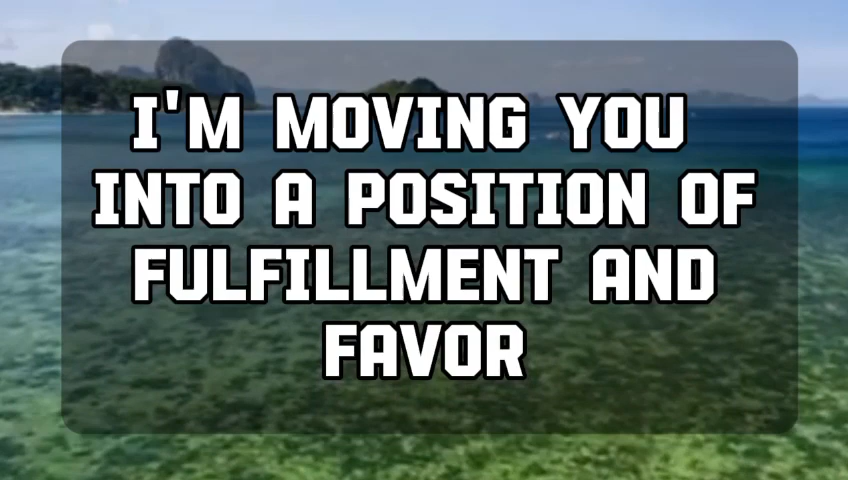 I'M MOVING YOU
INTO A POSITION OF
FULFILLMENT AND
FAVOR